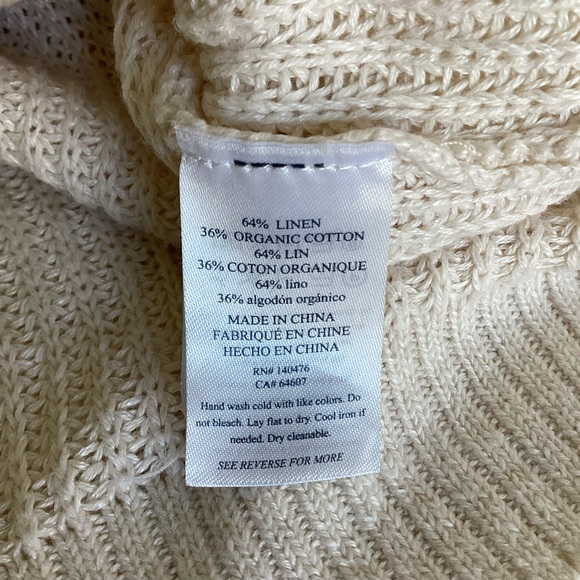 64% LINEN
36% ORGANIC COTTON
64% LIN
36% COTON ORGANIQUE
64% lino
36% algodón orgánico
MADE IN CHINA
FABRIQUÉ EN CHINE
HECHO EN CHINA
RN# 140476
CA# 64607
Hand wash cold with like colors. Do
not bleach. Lay flat to dry. Cool iron if
needed. Dry cleanable.
SEE REVERSE FOR MORE